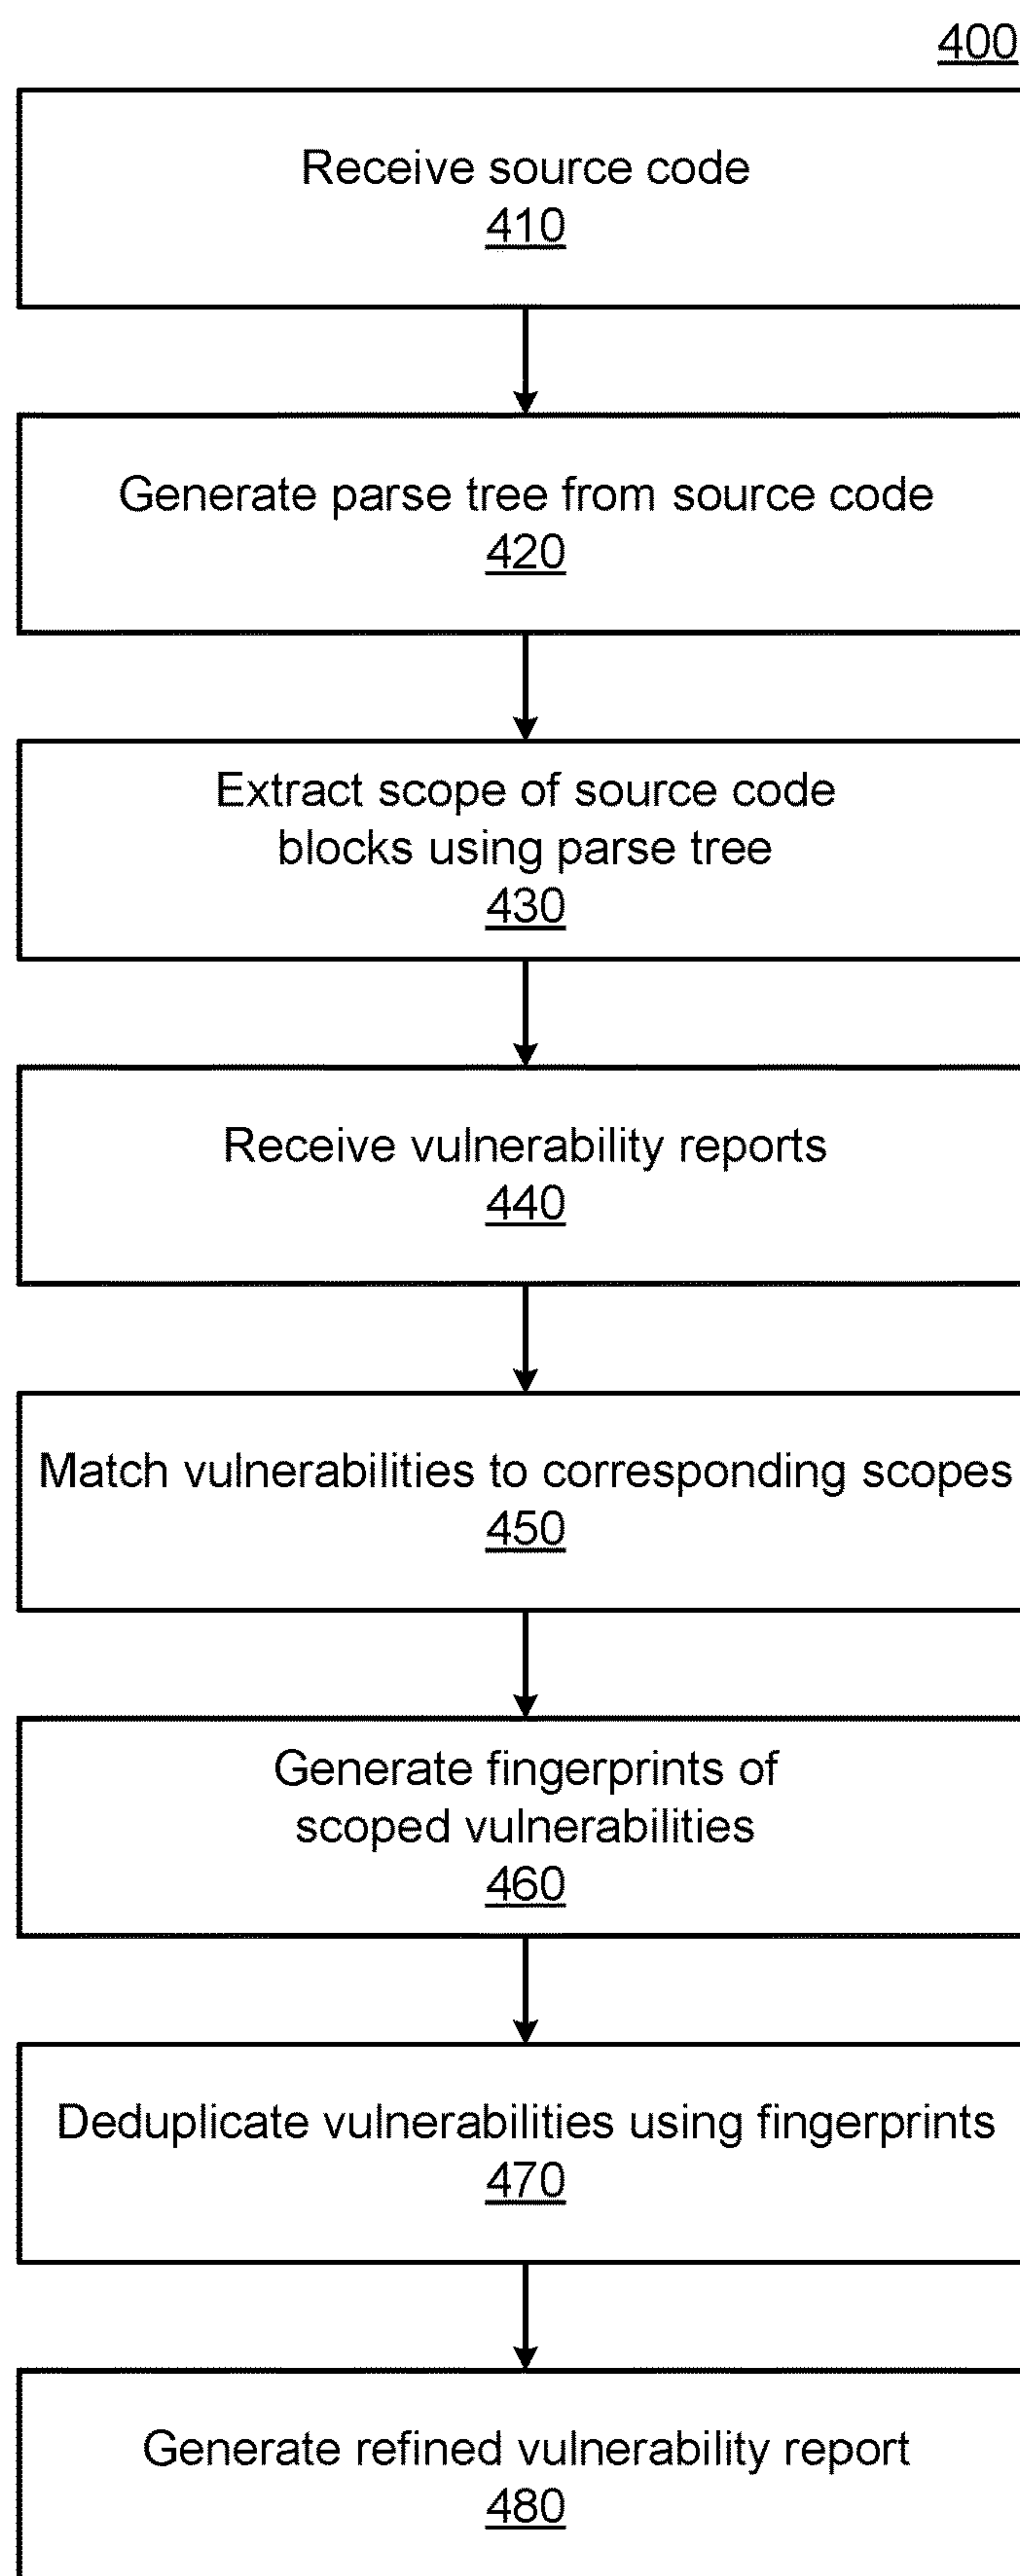 400
Receive source code
410
Generate parse tree from source code
420
Extract scope of source code
blocks using parse tree
430
Receive vulnerability reports
440
Match vulnerabilities to corresponding scopes
450
Generate fingerprints of
scoped vulnerabilities
460
Deduplicate vulnerabilities using fingerprints
470
Generate refined vulnerability report
480